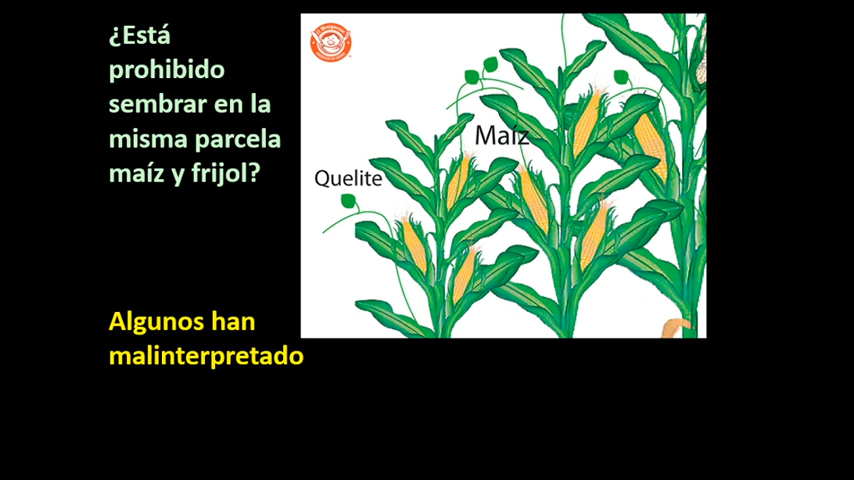 ¿Está
prohibido
sembrar en la
misma parcela
maíz y frijol?
Maíz
Quelite
Algunos han
malinterpretado